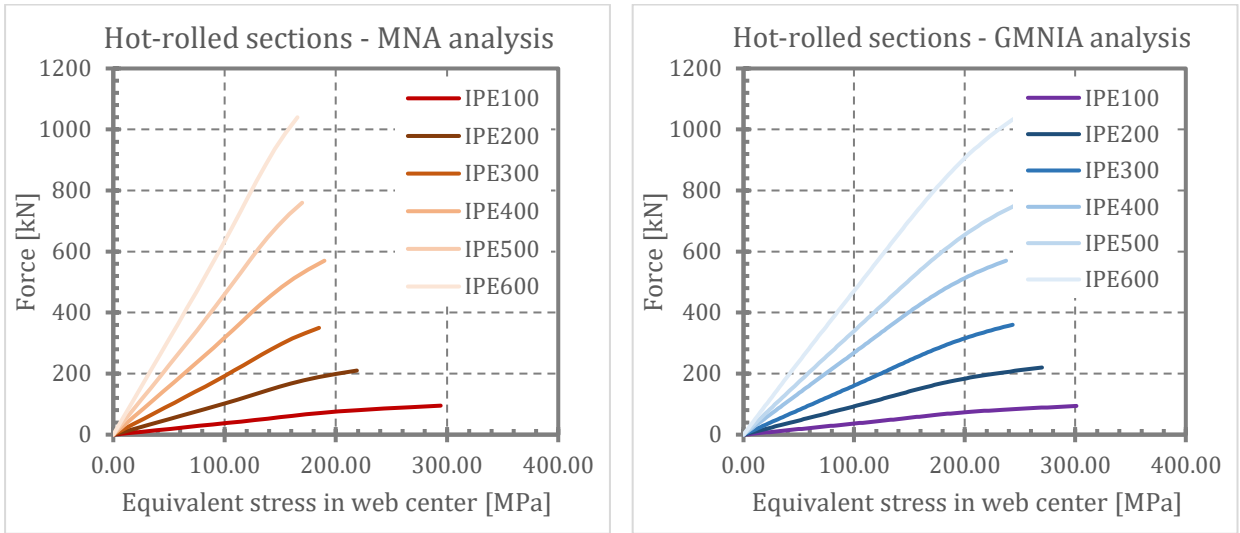 Hot-rolled sections - MNA analysis
1200
1000
800
600
400
200
0
Force [kN]
IPE100
IPE200
IPE300
IPE400
IPE500
IPE600
0.00 100.00 200.00 300.00 400.00
Equivalent stress in web center [MPa]
Hot-rolled sections - GMNIA analysis
1200
1000
800
600
400
200
0
Force [kN]
IPE100
IPE200
IPE300
IPE400
IPE500
IPE600
0.00 100.00 200.00 300.00 400.00
Equivalent stress in web center [MPa]